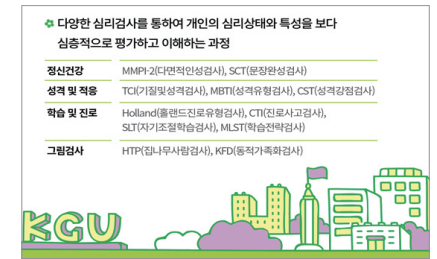 다양한 심리검사를 통하여 개인의 심리상태와 특성을 보다
심층적으로 평가하고 이해하는 과정
정신건강 MMPI-2(다면적인성검사), SCT(문장완성검사)
성격 및 적응 TCI(기질및성격검사), MBTI(성격유형검사), CST(성격강점검사)
학습 및 진로 Holland(홀랜드진로유형검사), CTI(진로사고검사),
SLT(자기조절학습검사), MLST(학습전략검사)
그림검사 HTP(집나무사람검사), KFD(동적가족화검사)
KGU